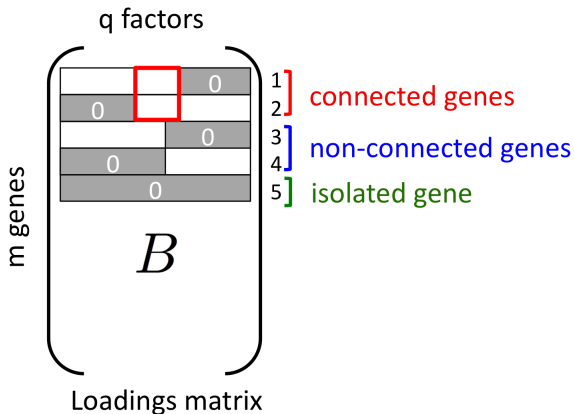 q factors
m genes
0 1
0 2
connected genes
0 3
0 4
non-connected genes
0 5
isolated gene
B
Loadings matrix